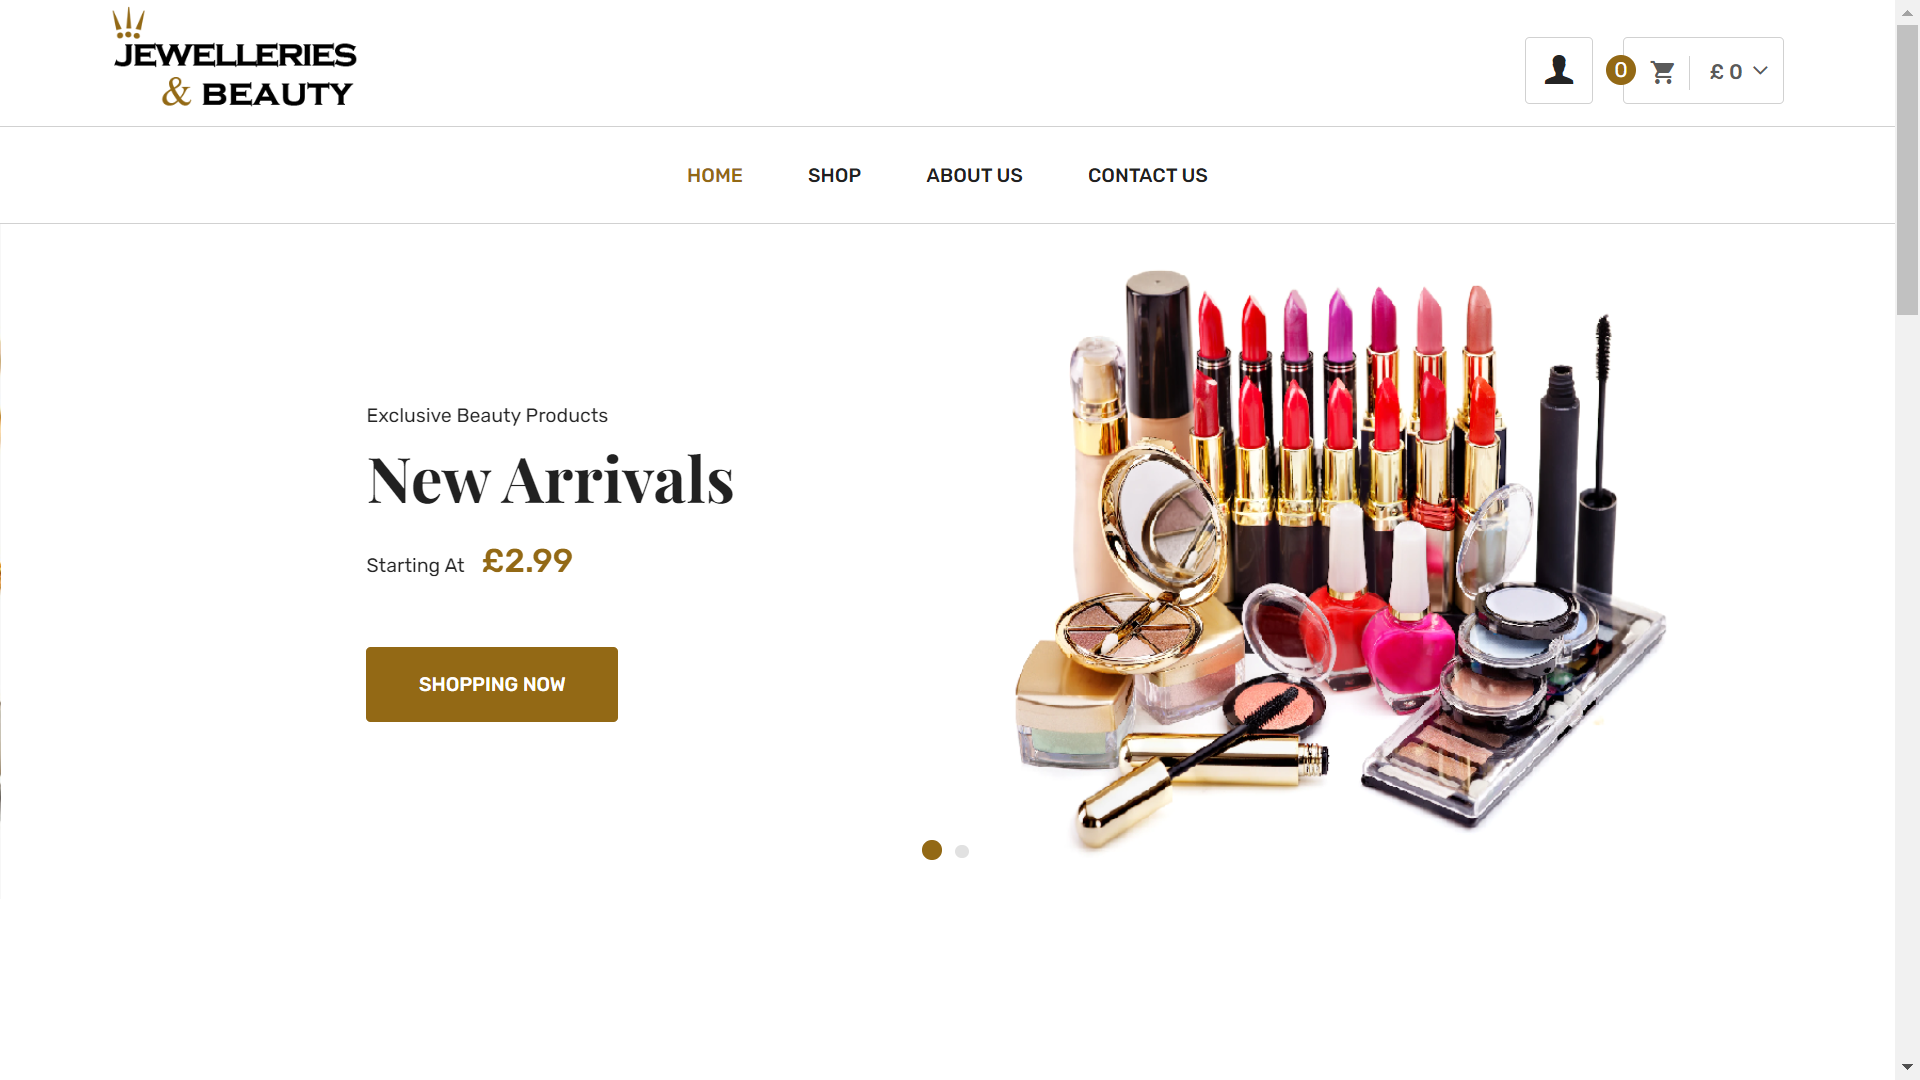 JEWELLERIES
& BEAUTY
0
£ 0
HOME
SHOP
ABOUT US
CONTACT US
Exclusive Beauty Products
New Arrivals
Starting At £2.99
SHOPPING NOW